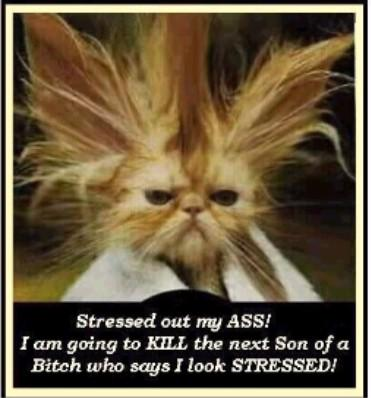 Stressed out my ASS!
I am going to KILL the next Son of a
Bitch who says I look STRESSED!